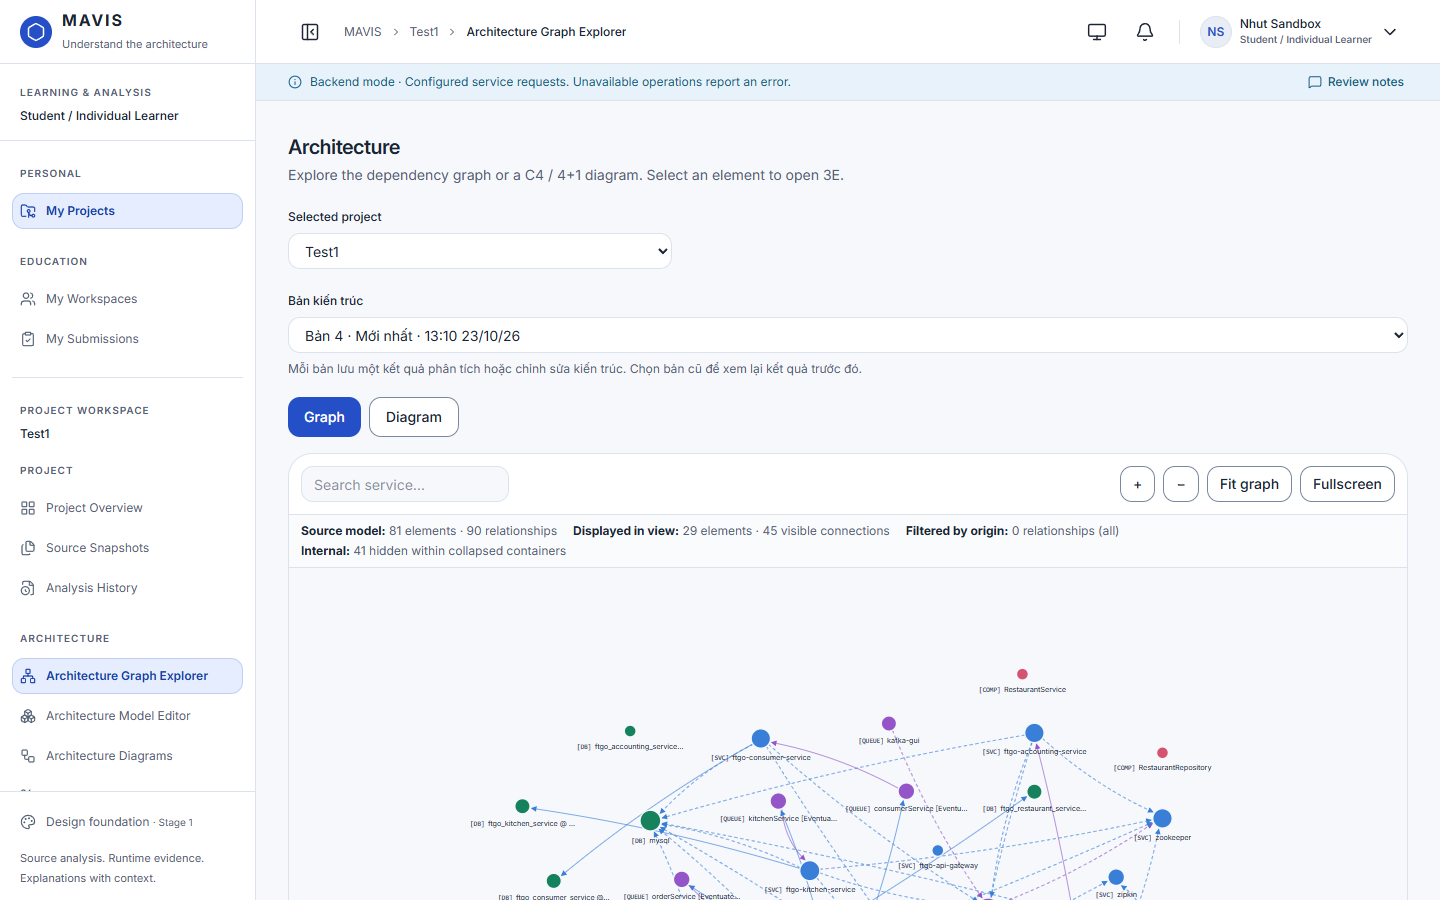 MAVIS
Understand the architecture
LEARNING & ANALYSIS
Student / Individual Learner
PERSONAL
My Projects
EDUCATION
My Workspaces
My Submissions
PROJECT WORKSPACE
Test1
PROJECT
Project Overview
Source Snapshots
Analysis History
ARCHITECTURE
Architecture Graph Explorer
Architecture Model Editor
Architecture Diagrams
Design foundation · Stage 1
Source analysis. Runtime evidence.
Explanations with context.
MAVIS > Test1 > Architecture Graph Explorer
NS
Nhut Sandbox
Student / Individual Learner
Backend mode · Configured service requests. Unavailable operations report an error.
Review notes
Architecture
Explore the dependency graph or a C4 / 4+1 diagram. Select an element to open 3E.
Selected project
Test1
Bản kiến trúc
Bản 4 · Mới nhất · 13:10 23/10/26
Mỗi bản lưu một kết quả phân tích hoặc chỉnh sửa kiến trúc. Chọn bản cũ để xem lại kết quả trước đó.
Graph
Diagram
Search service...
+
−
Fit graph
Fullscreen
Source model: 81 elements · 90 relationships Displayed in view: 29 elements · 45 visible connections Filtered by origin: 0 relationships (all)
Internal: 41 hidden within collapsed containers
[COMP] RestaurantService
[DB] ftgo_accounting_service...
[SVC] ftgo-consumer-service
[QUEUE] kafka-gui
[SVC] ftgo-accounting-service
[COMP] RestaurantRepository
[DB] ftgo_kitchen_service @ ...
[DB] mysql
[QUEUE] kitchenService [Eventua...
[QUEUE] consumerService [Eventu...
[DB] ftgo_restaurant_service...
[SVC] zookeeper
[SVC] ftgo-api-gateway
[SVC] ftgo-kitchen-service
[DB] ftgo_consumer_service @...
[QUEUE] orderService [Eventuate...
[SVC] zipkin